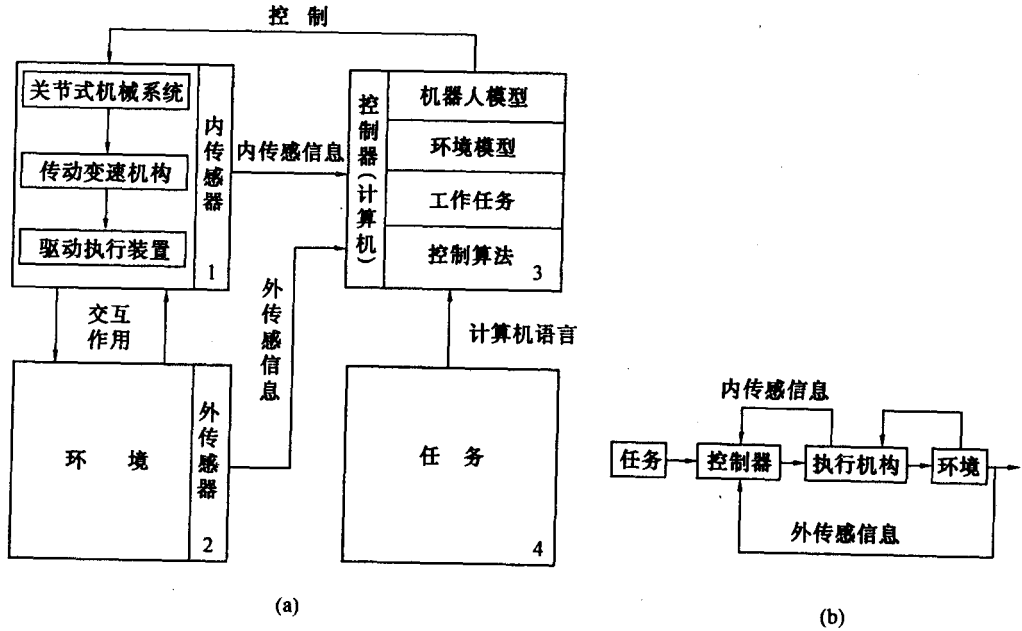 控 制
关节式机械系统
传动变速机构
驱动执行装置
内传感器
1
内传感信息
控制器(计算机)
机器人模型
环境模型
工作任务
控制算法
3
交互
作用
外传感信息
计算机语言
环 境
外传感器
2
任 务
4
(a)
内传感信息
任务
控制器
执行机构
环境
外传感信息
(b)